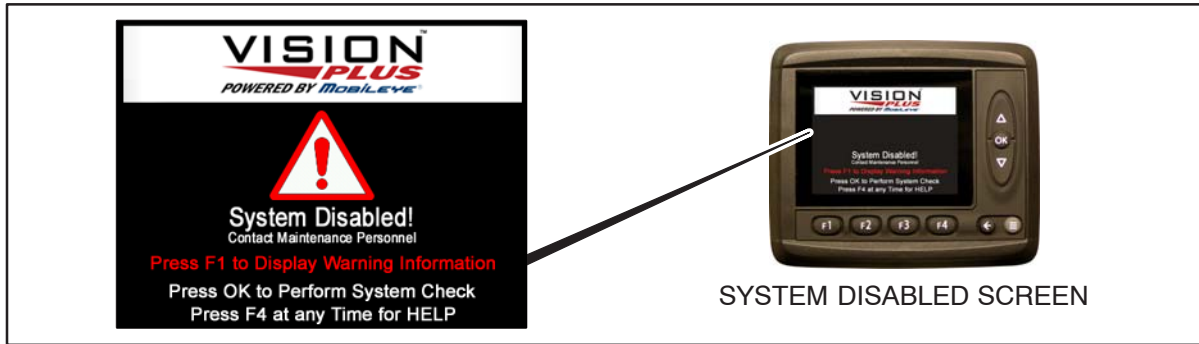 VISION™
PLUS
POWERED BY MOBILEYE®
System Disabled!
Contact Maintenance Personnel
Press F1 to Display Warning Information
Press OK to Perform System Check
Press F4 at any Time for HELP
VISION
PLUS
POWERED BY MOBILEYE
System Disabled!
Contact Maintenance Personnel
Press F1 to Display Warning Information
Press OK to Perform System Check
Press F4 at any Time for HELP
OK
F1 F2 F3 F4
SYSTEM DISABLED SCREEN